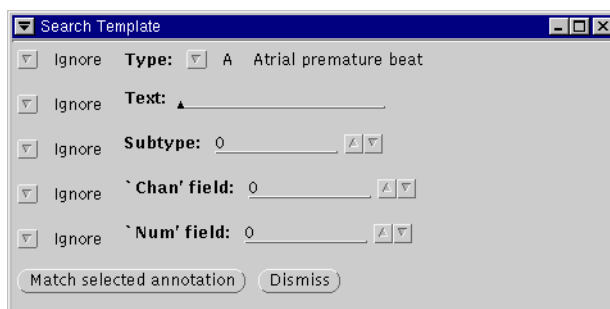 Search Template
Ignore Type: A Atrial premature beat
Ignore Text:
Ignore Subtype: 0
Ignore `Chan' field: 0
Ignore `Num' field: 0
Match selected annotation Dismiss